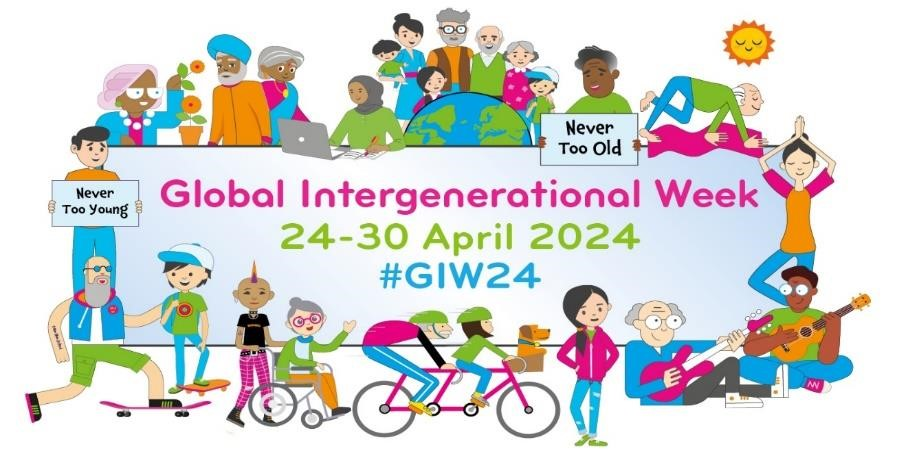 Never
Too Old
Never
Too Young
Global Intergenerational Week
24-30 April 2024
#GIW24